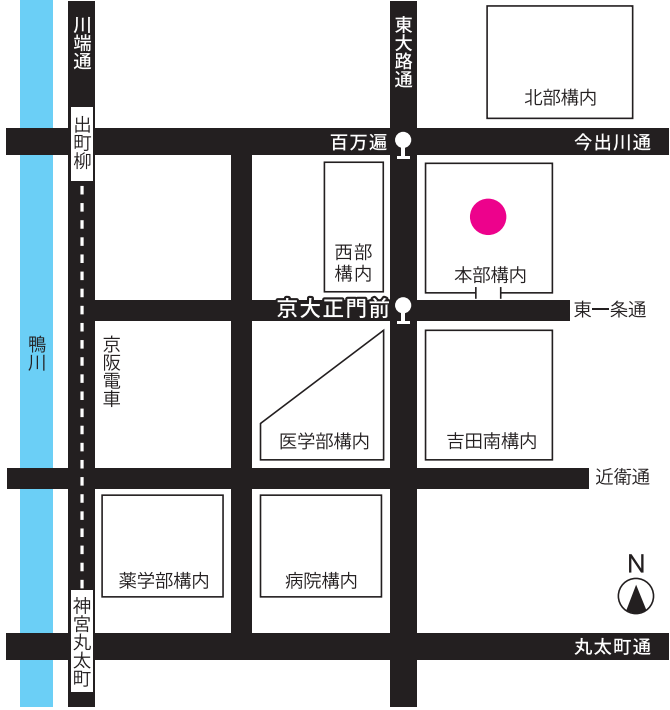 川端通
東大路通
北部構内
出町柳
百万遍
今出川通
西部
構内
本部構内
京大正門前
東一条通
鴨川
京阪電車
医学部構内
吉田南構内
近衛通
薬学部構内
病院構内
N
神宮丸太町
丸太町通